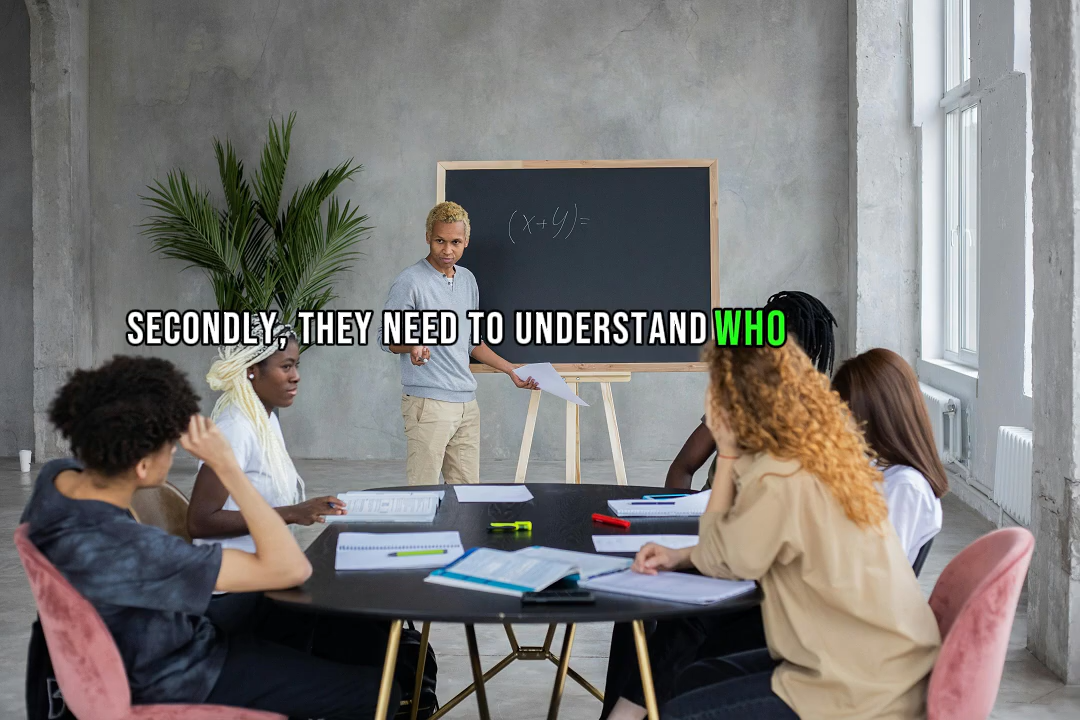 (x+y)=
SECONDLY, THEY NEED TO UNDERSTAND WHO